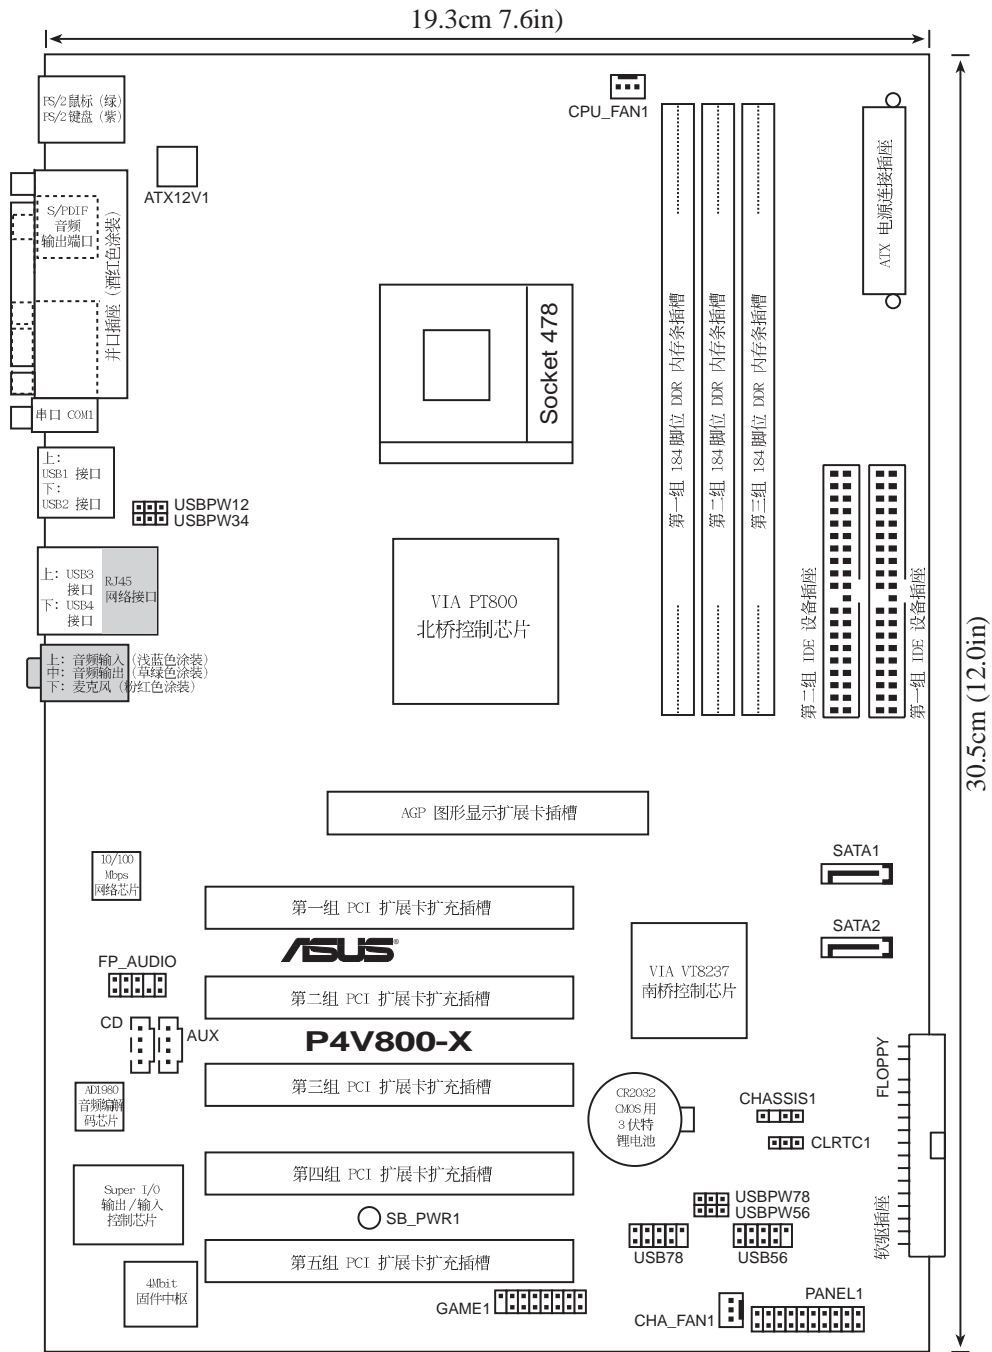 19.3cm 7.6in)
PS/2鼠标 (绿)
PS/2键盘 (紫)
CPU_FAN1
ATX12V1
ATX 电源连接插座
S/PDIF
音频
输出端口
并口插座 (酒红色涂装)
Socket 478
第一组 184 脚位 DDR 内存条插槽
第二组 184 脚位 DDR 内存条插槽
第三组 184 脚位 DDR 内存条插槽
串口 COM1
上:
USB1 接口
下:
USB2 接口
USBPW12
USBPW34
上: USB3
接口
下: USB4
接口
RJ45
网络接口
VIA PT800
北桥控制芯片
第二组 IDE 设备插座
第一组 IDE 设备插座
30.5cm (12.0in)
上: 音频输入 (浅蓝色涂装)
中: 音频输出 (草绿色涂装)
下: 麦克风 (粉红色涂装)
AGP 图形显示扩展卡插槽
SATA1
10/100
Mbps
网络芯片
第一组 PCI 扩展卡扩充插槽
SATA2
ASUS®
FP_AUDIO
VIA VT8237
南桥控制芯片
第二组 PCI 扩展卡扩充插槽
CD
AUX
P4V800-X
FLOPPY
第三组 PCI 扩展卡扩充插槽
AD1980
音频编解
码芯片
CR2032
CMOS 用
3 伏特
锂电池
CHASSIS1
CLRTC1
第四组 PCI 扩展卡扩充插槽
Super I/O
输出/输入
控制芯片
SB_PWR1
USBPW78
USBPW56
软驱插座
USB78
USB56
第五组 PCI 扩展卡扩充插槽
4Mbit
固件中枢
GAME1
CHA_FAN1
PANEL1